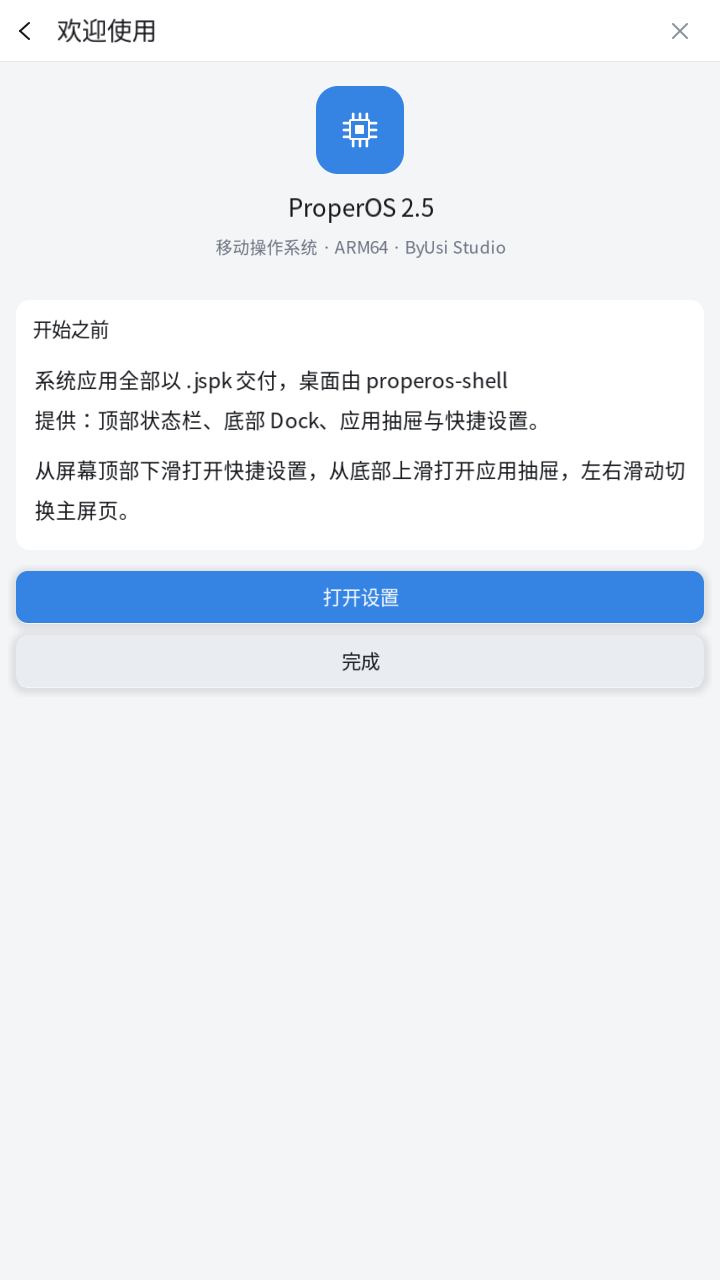 欢迎使用
ProperOS 2.5
移动操作系统 · ARM64 · ByUsi Studio
开始之前
系统应用全部以 .jspk 交付，桌面由 properos-shell
提供：顶部状态栏、底部 Dock、应用抽屉与快捷设置。
从屏幕顶部下滑打开快捷设置，从底部上滑打开应用抽屉，左右滑动切
换主屏页。
打开设置
完成